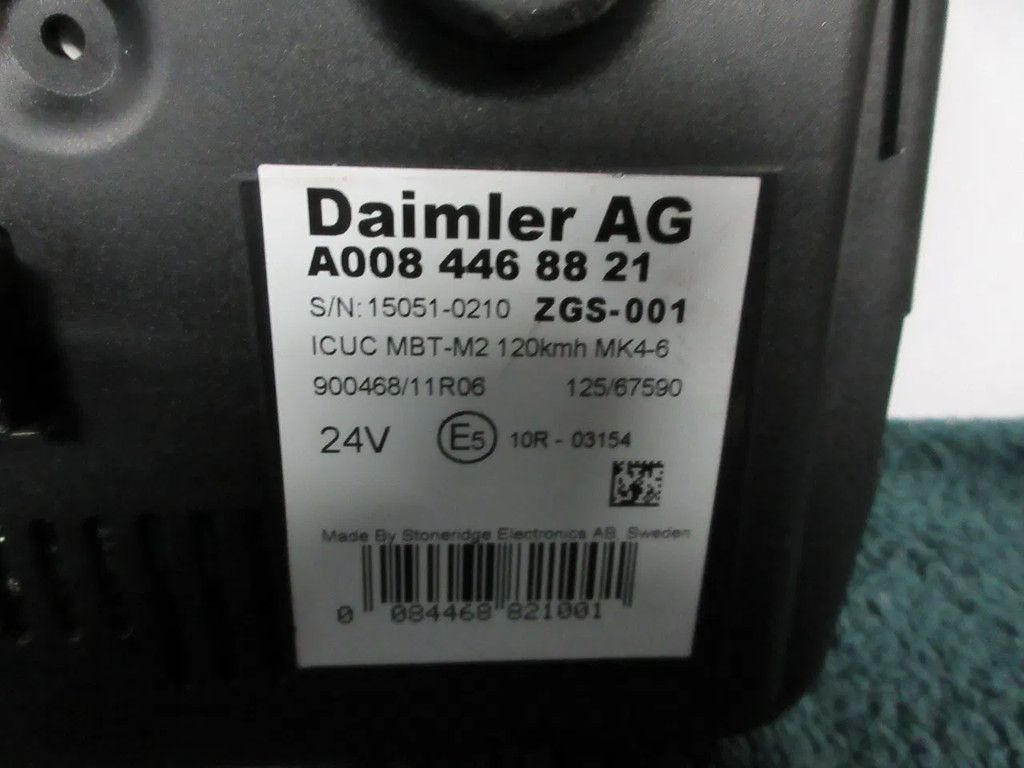 Daimler AG
A008 446 88 21
S/N: 15051-0210 ZGS-001
ICUC MBT-M2 120kmh MK4-6
900468/11R06 125/67590
24V E5 10R - 03154
Made By Stoneridge Electronics AB, Sweden
0 084468 821001